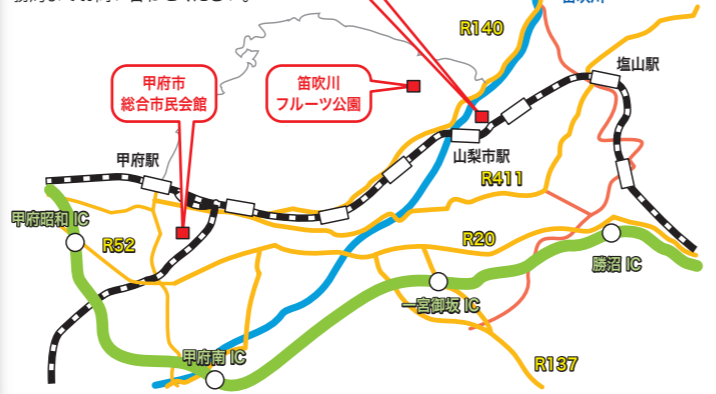 R140
塩山駅
甲府市
総合市民会館
笛吹川
フルーツ公園
甲府駅
山梨市駅
R411
甲府昭和 IC
R52
R20
勝沼 IC
一宮御坂 IC
甲府南 IC
R137